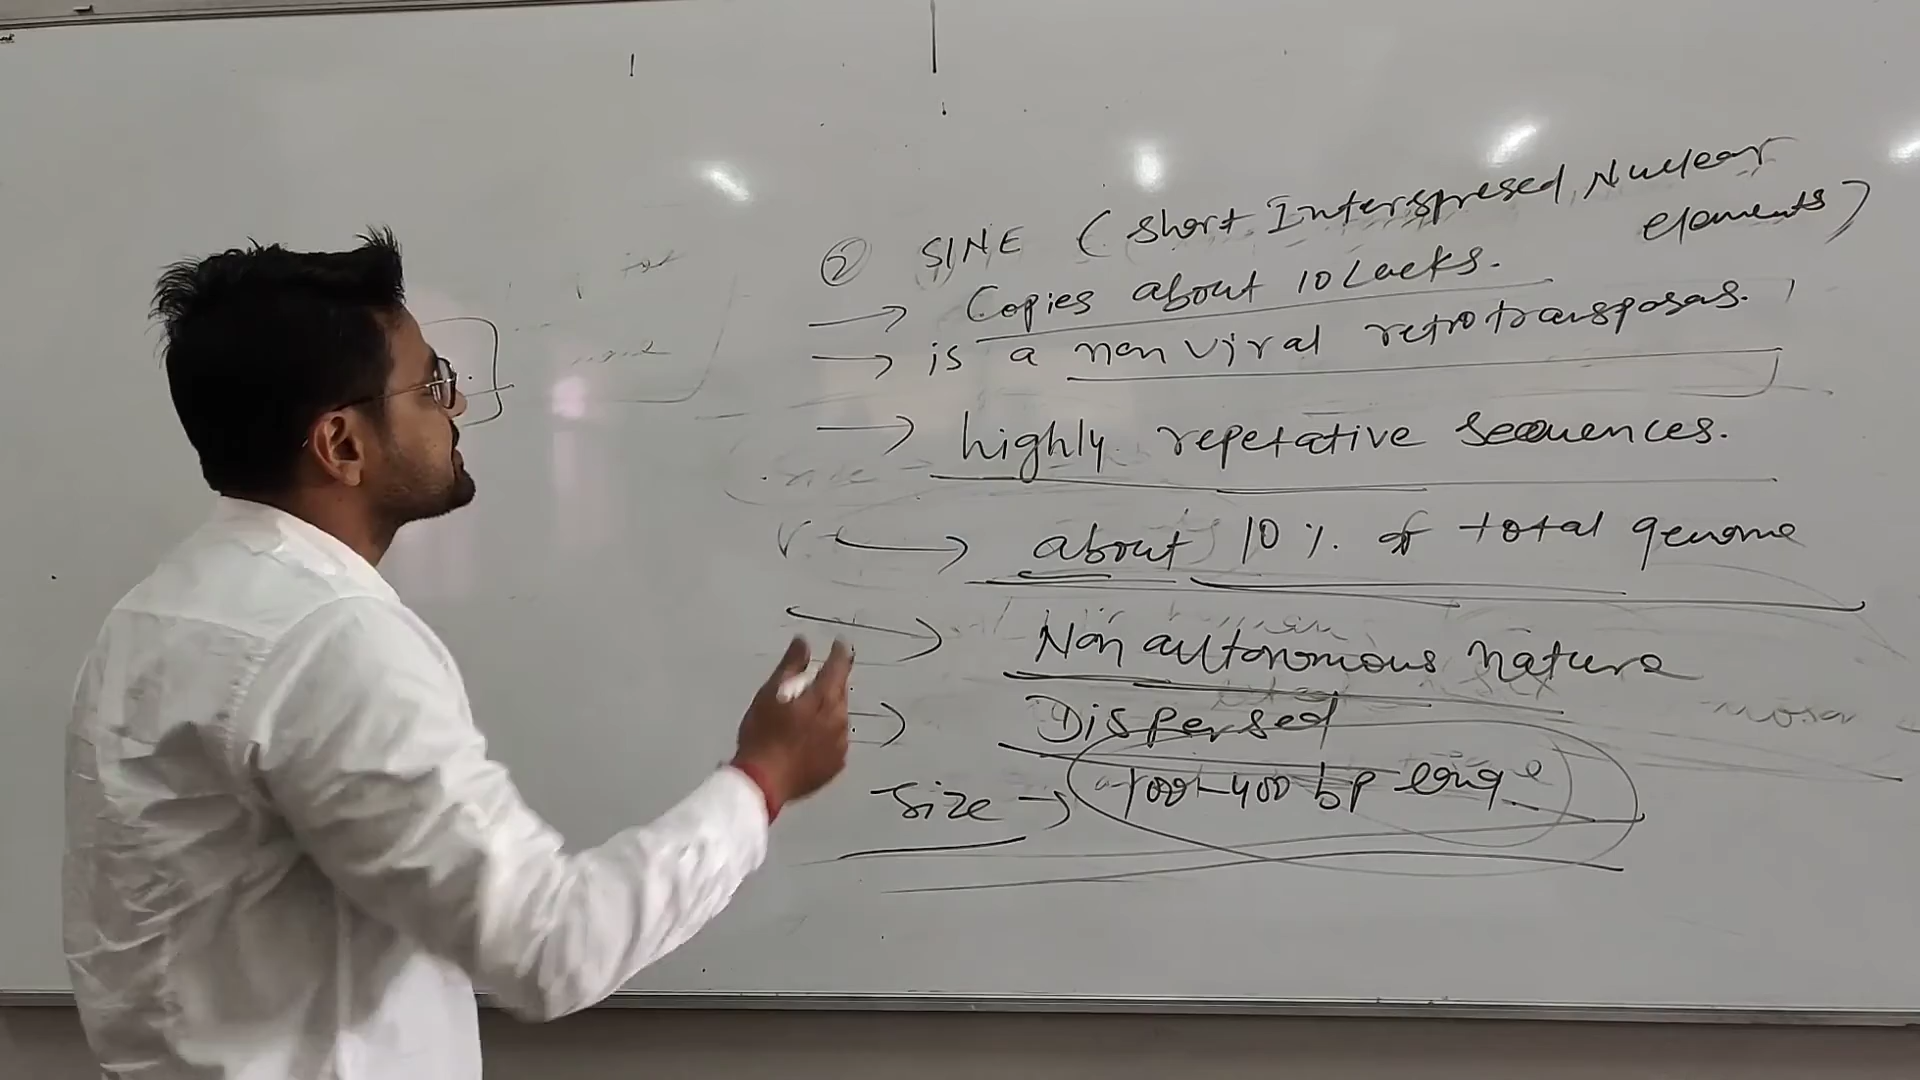 ② SINE (Short Interspresed Nuclear
elements)
→ Copies about 10 Lacks.
→ is a non viral retrotransposas.
→ highly repetative sequences.
→ about 10 % of total genome
→ Non autonomous nature
→ Dispersed
Size → 100-400 bp long